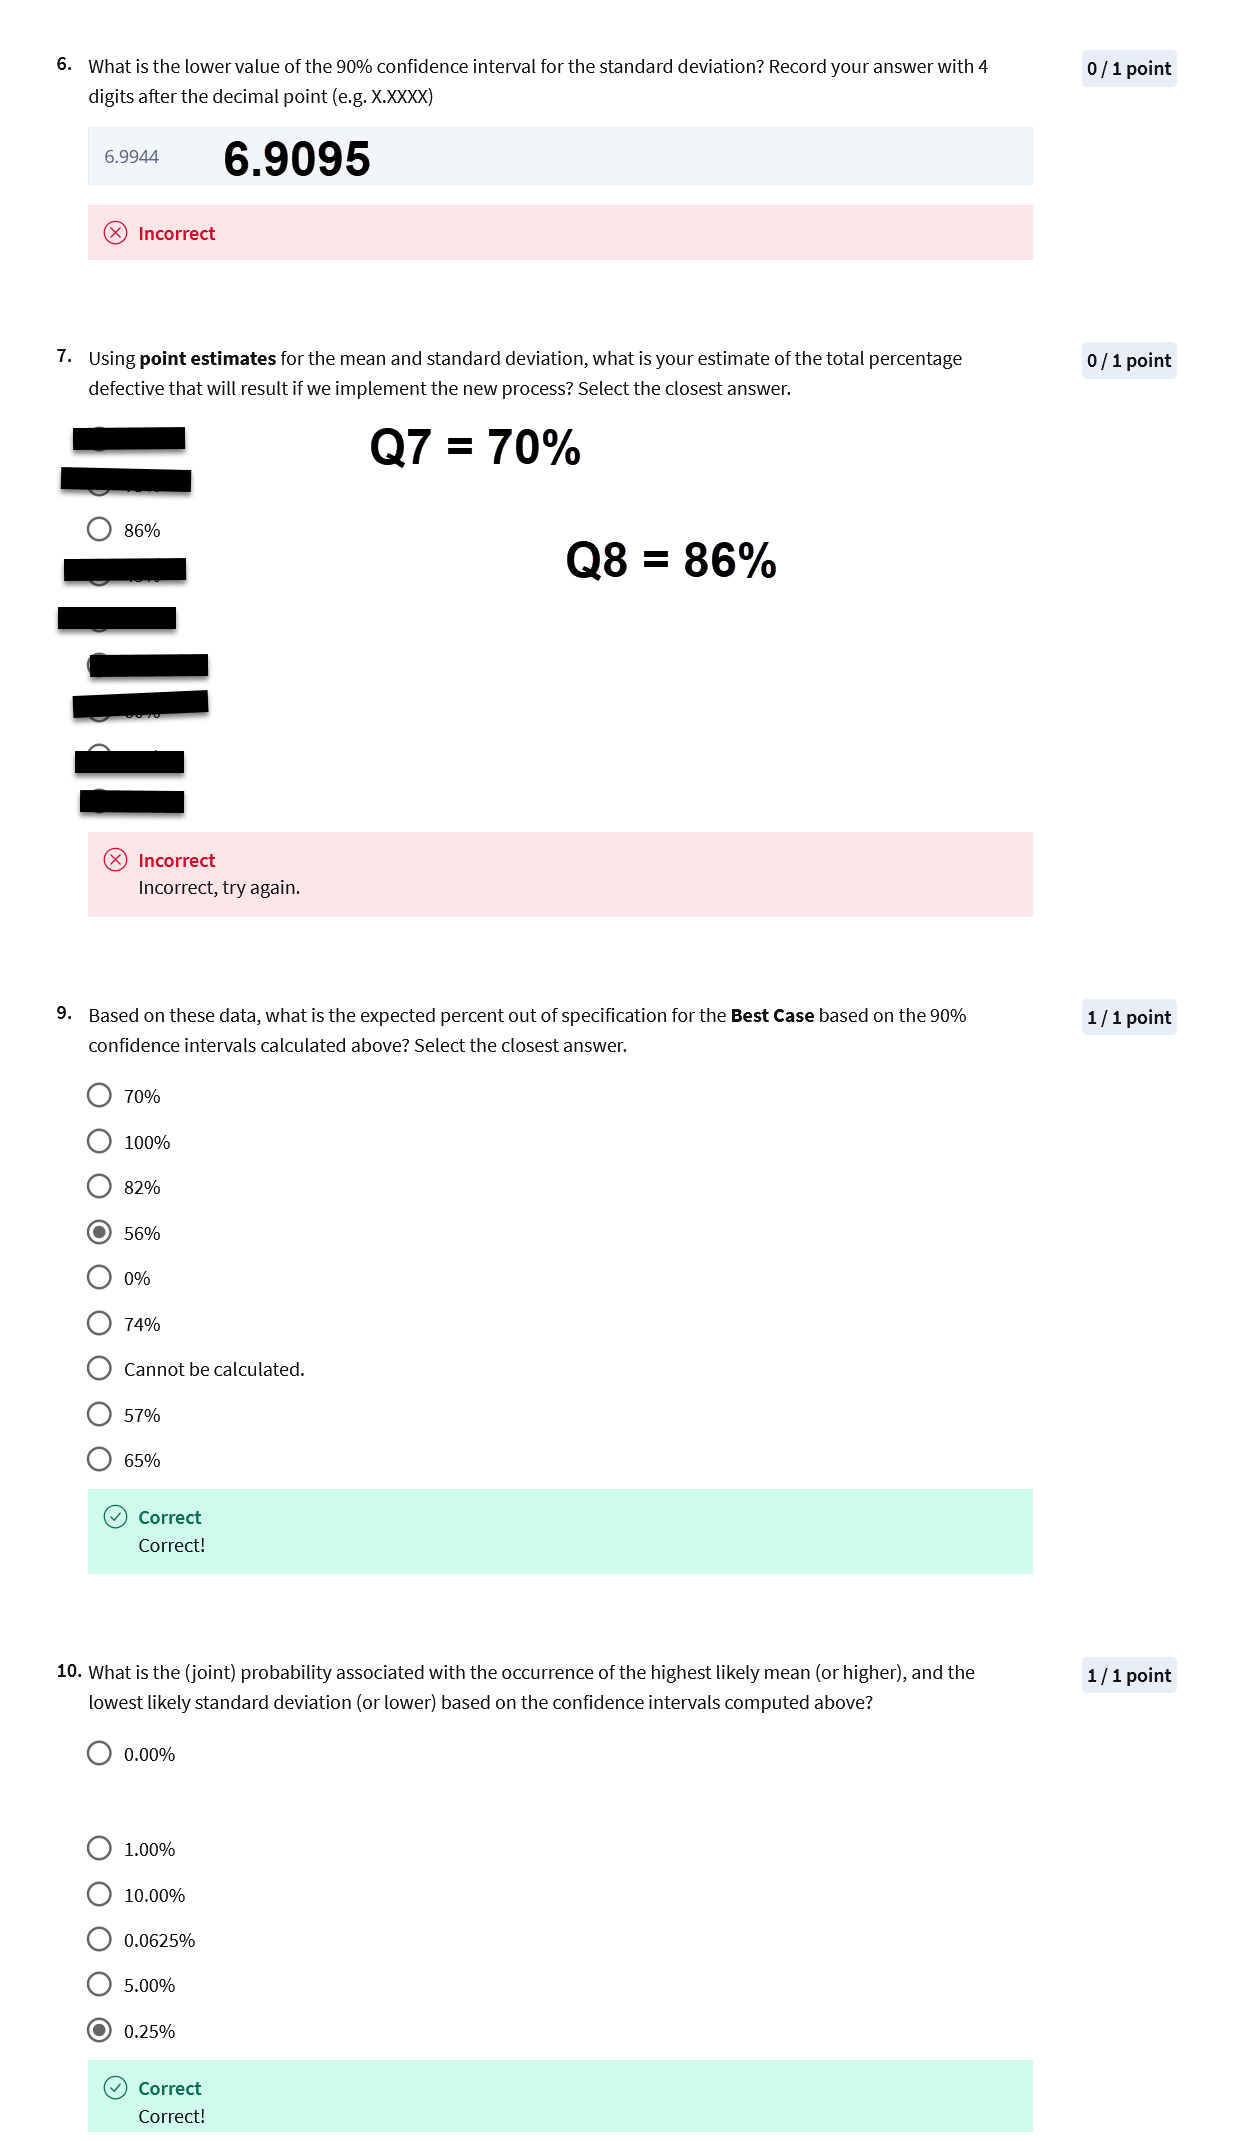 6. What is the lower value of the 90% confidence interval for the standard deviation? Record your answer with 4
digits after the decimal point (e.g. X.XXXX)
0 / 1 point
6.9944 6.9095
Incorrect
7. Using point estimates for the mean and standard deviation, what is your estimate of the total percentage
defective that will result if we implement the new process? Select the closest answer.
0 / 1 point
Q7 = 70%
86%
Q8 = 86%
Incorrect
Incorrect, try again.
9. Based on these data, what is the expected percent out of specification for the Best Case based on the 90%
confidence intervals calculated above? Select the closest answer.
1 / 1 point
70%
100%
82%
56%
0%
74%
Cannot be calculated.
57%
65%
Correct
Correct!
10. What is the (joint) probability associated with the occurrence of the highest likely mean (or higher), and the
lowest likely standard deviation (or lower) based on the confidence intervals computed above?
1 / 1 point
0.00%
1.00%
10.00%
0.0625%
5.00%
0.25%
Correct
Correct!